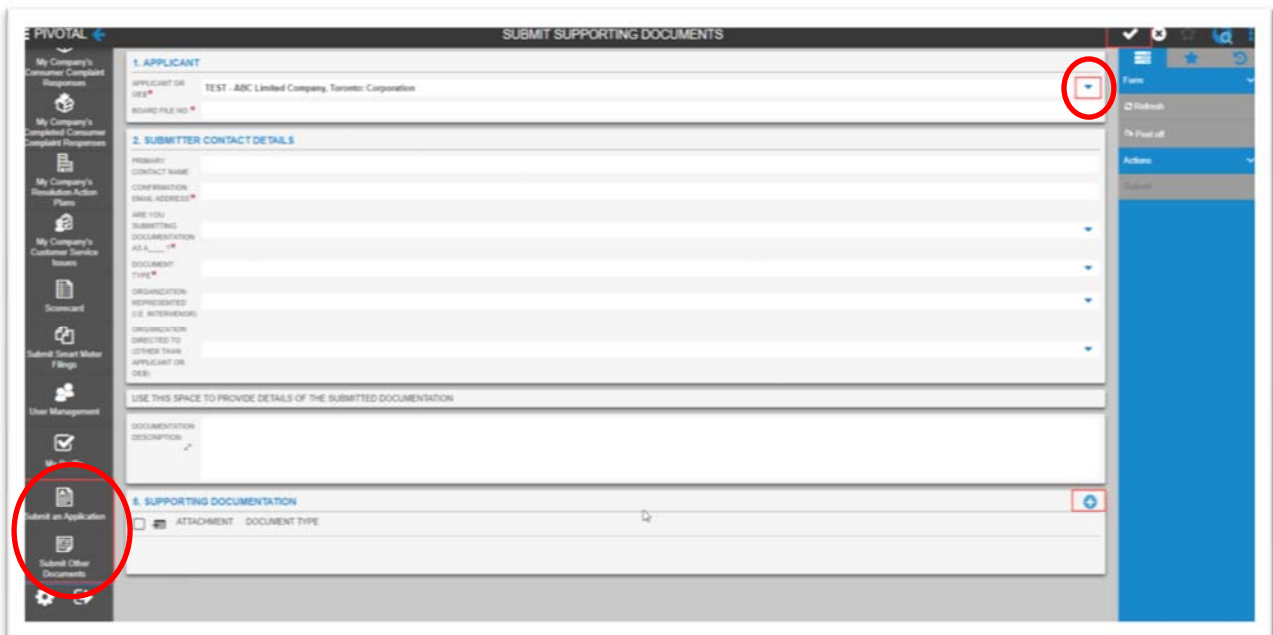 PIVOTAL
SUBMIT SUPPORTING DOCUMENTS
My Company's
Consumer Complaint
Responses
My Company's
Completed Consumer
Complaint Responses
My Company's
Resolution Action
Plans
My Company's
Customer Service
Issues
Scorecard
Submit Smart Meter
Filings
User Management
Submit an Application
Submit Other
Documents
1. APPLICANT
APPLICANT OR
OEB*
TEST - ABC Limited Company, Toronto: Corporation
BOARD FILE NO.*
2. SUBMITTER CONTACT DETAILS
PRIMARY
CONTACT NAME
CONFIRMATION
EMAIL ADDRESS*
ARE YOU
SUBMITTING
DOCUMENTATION
AS A____ ?*
DOCUMENT
TYPE*
ORGANIZATION
REPRESENTED
(I.E. INTERVENOR)
ORGANIZATION
DIRECTED TO
(OTHER THAN
APPLICANT OR
OEB)
USE THIS SPACE TO PROVIDE DETAILS OF THE SUBMITTED DOCUMENTATION
DOCUMENTATION
DESCRIPTION
SUPPORTING DOCUMENTATION
ATTACHMENT DOCUMENT TYPE
Form
Refresh
Actions
Submit